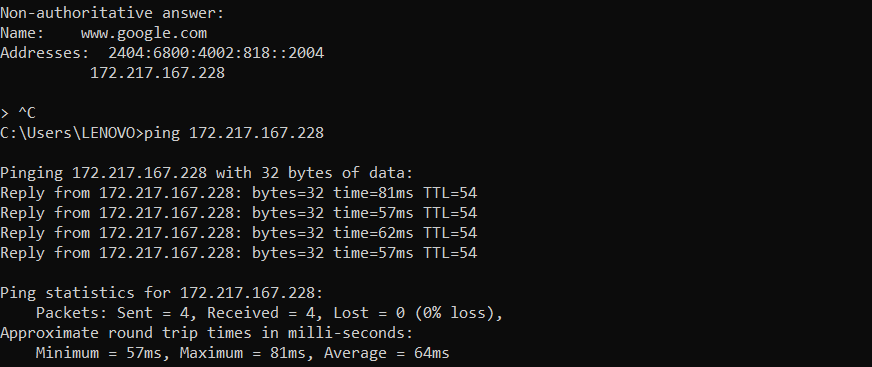 Non-authoritative answer:
Name:    www.google.com
Addresses:  2404:6800:4002:818::2004
          172.217.167.228

> ^C
C:\Users\LENOVO>ping 172.217.167.228

Pinging 172.217.167.228 with 32 bytes of data:
Reply from 172.217.167.228: bytes=32 time=81ms TTL=54
Reply from 172.217.167.228: bytes=32 time=57ms TTL=54
Reply from 172.217.167.228: bytes=32 time=62ms TTL=54
Reply from 172.217.167.228: bytes=32 time=57ms TTL=54

Ping statistics for 172.217.167.228:
    Packets: Sent = 4, Received = 4, Lost = 0 (0% loss),
Approximate round trip times in milli-seconds:
    Minimum = 57ms, Maximum = 81ms, Average = 64ms